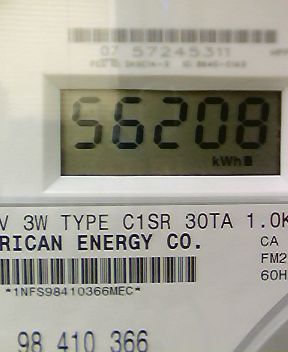 07 57245311
56208
kWh
V 3W TYPE C1SR 30TA 1.0K
RICAN ENERGY CO. CA
FM2
60H
*1NFS98410366MEC*
98 410 366